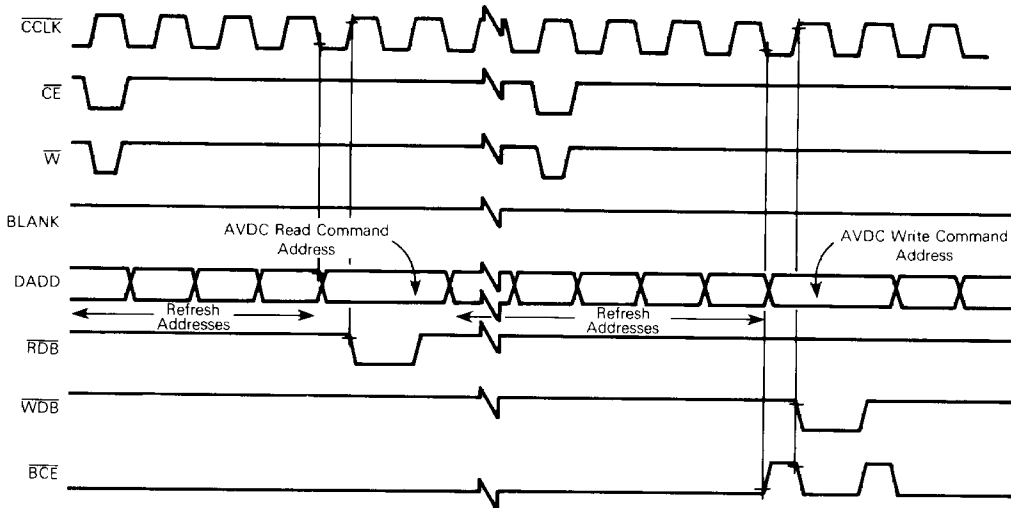 CCLK
CE
W
BLANK
AVDC Read Command
Address
AVDC Write Command
Address
DADD
Refresh
Addresses
Refresh
Addresses
RDB
WDB
BCE